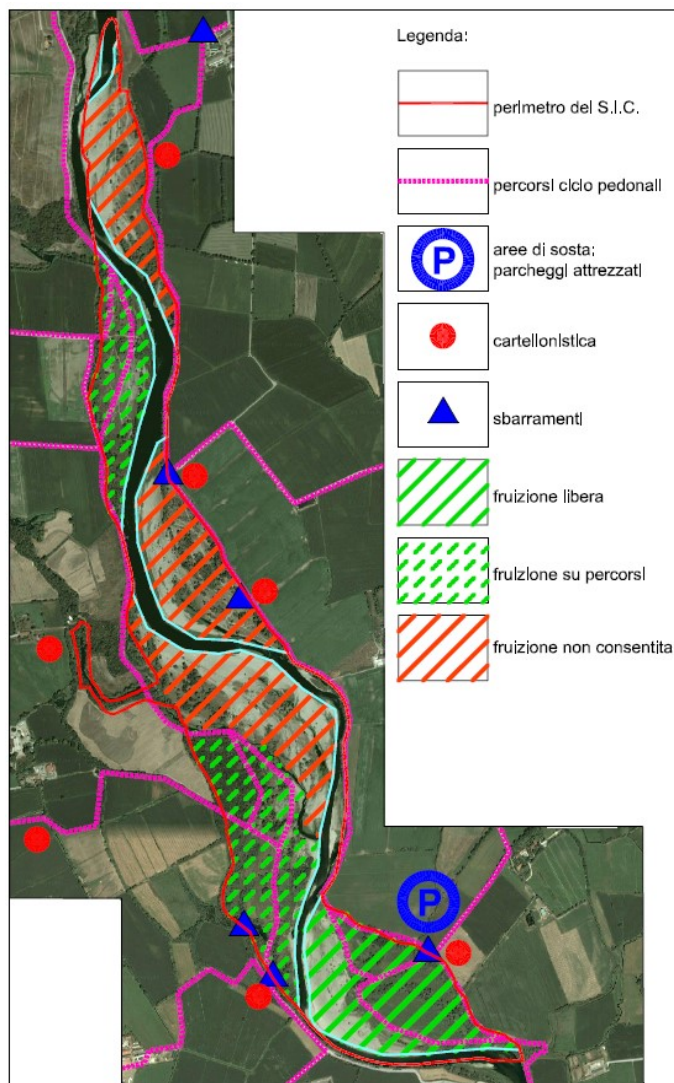 Legenda:
perimetro del S.I.C.
percorsi ciclo pedonali
P
aree di sosta;
parcheggi attrezzati
cartellonistica
sbarramenti
fruizione libera
fruizione su percorsi
fruizione non consentita
P